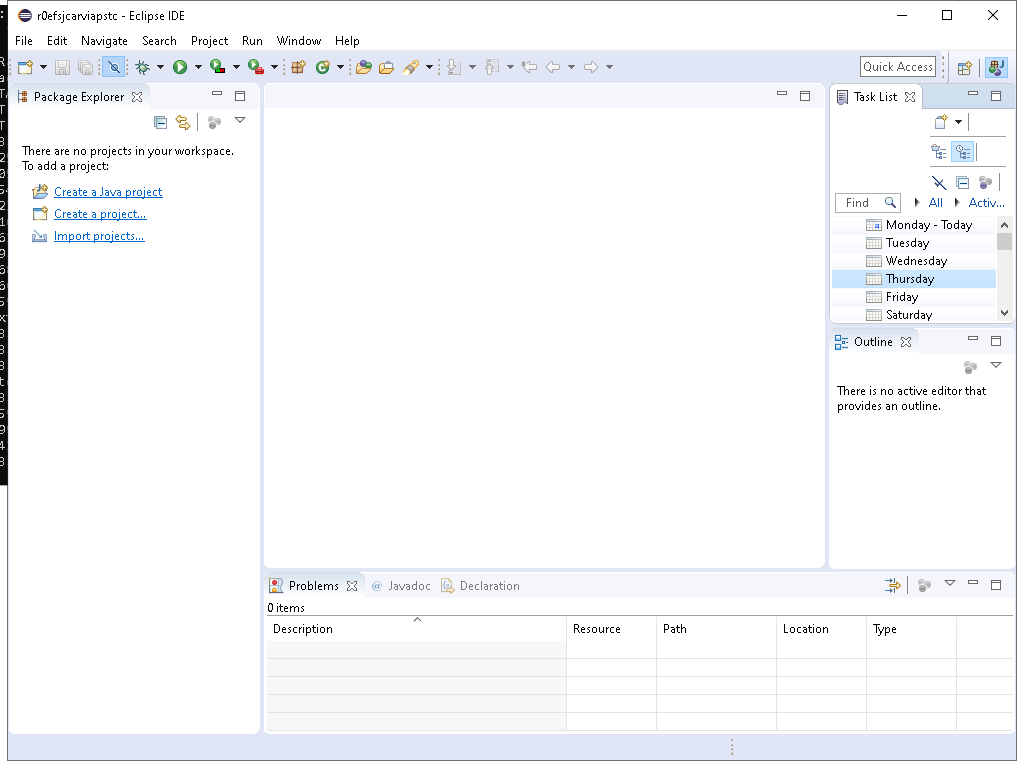 r0efsjcarviapstc - Eclipse IDE
File Edit Navigate Search Project Run Window Help
Quick Access
Package Explorer
There are no projects in your workspace.
To add a project:
Create a Java project
Create a project...
Import projects...
Task List
Find All Activ...
Monday - Today
Tuesday
Wednesday
Thursday
Friday
Saturday
Outline
There is no active editor that
provides an outline.
Problems @ Javadoc Declaration
0 items
Description Resource Path Location Type